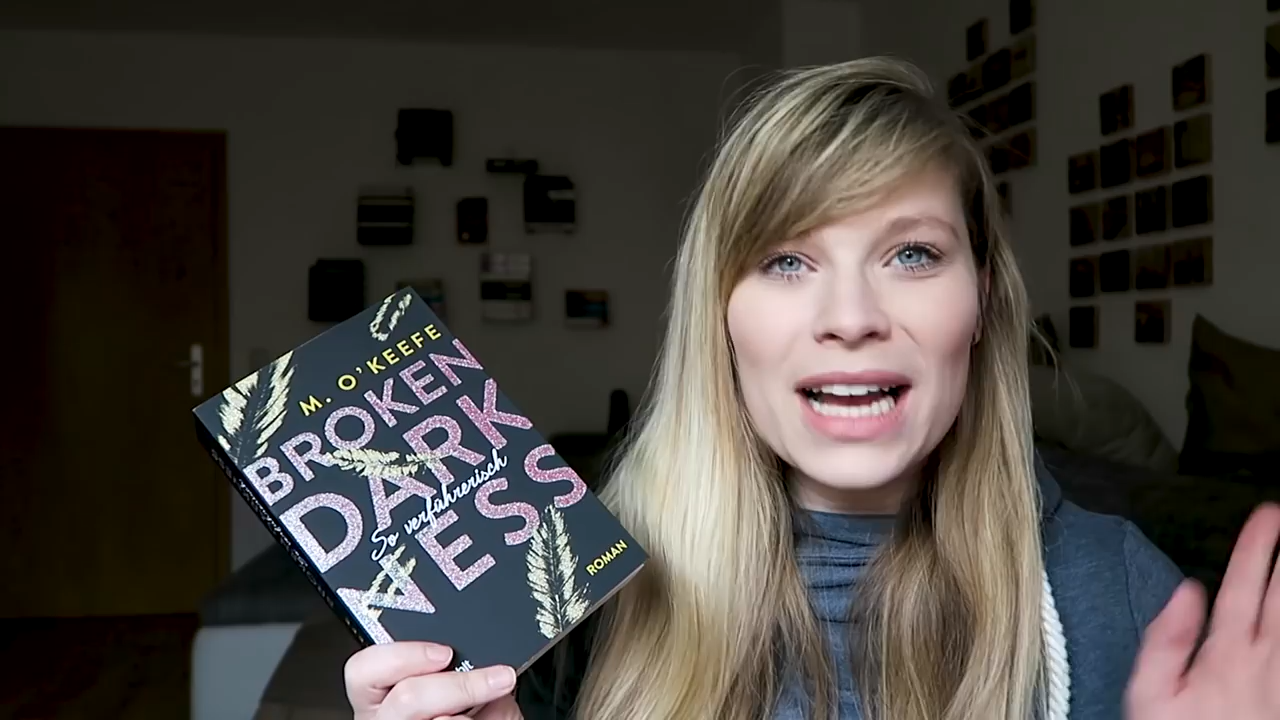 M. O'KEEFE
BROKEN
DARK
So verführerisch
NESS
ROMAN